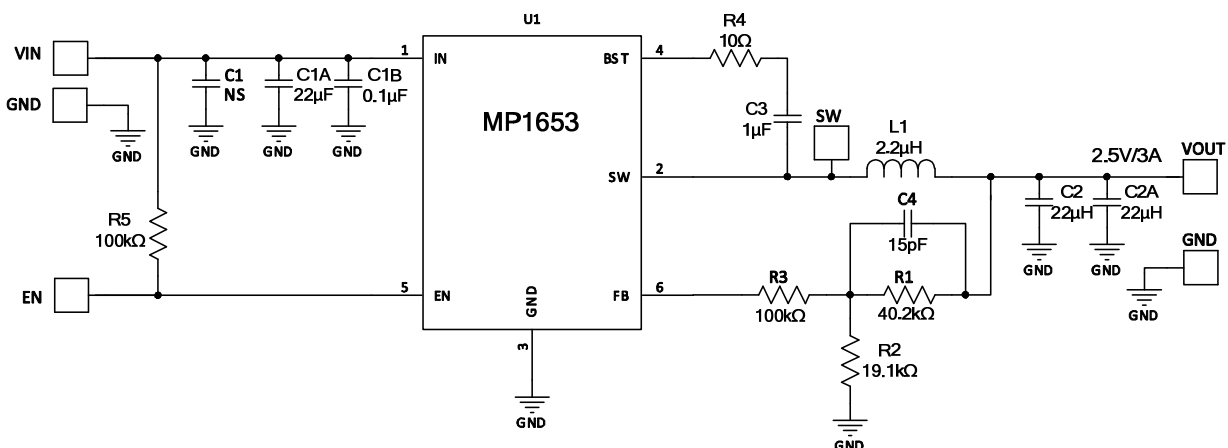 U1
VIN
GND
GND
C1
NS
GND
C1A
22µF
GND
C1B
0.1µF
GND
R5
100kΩ
EN
1
IN
5
EN
MP1653
GND
3
GND
BST
4
SW
2
FB
6
R4
10Ω
C3
1µF
SW
L1
2.2µH
C4
15pF
R3
100kΩ
R1
40.2kΩ
R2
19.1kΩ
GND
2.5V/3A
VOUT
C2
22µH
GND
C2A
22µH
GND
GND
GND